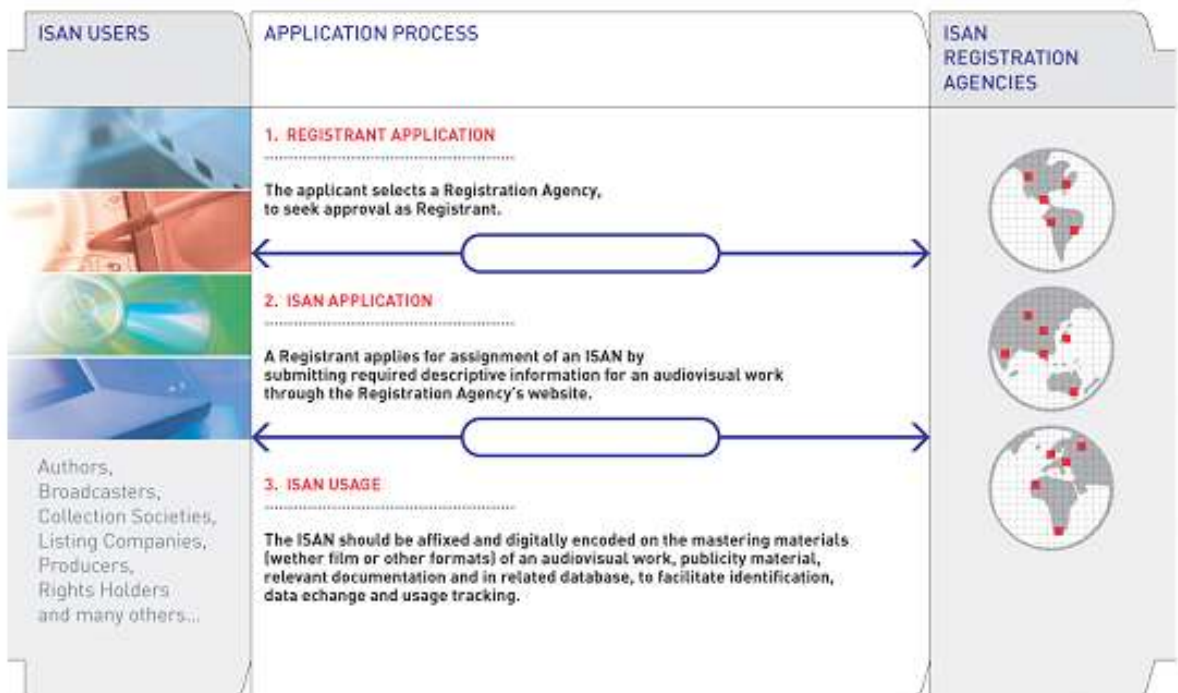 ISAN USERS
APPLICATION PROCESS
ISAN
REGISTRATION
AGENCIES
1. REGISTRANT APPLICATION
The applicant selects a Registration Agency,
to seek approval as Registrant.
2. ISAN APPLICATION
A Registrant applies for assignment of an ISAN by
submitting required descriptive information for an audiovisual work
through the Registration Agency's website.
3. ISAN USAGE
The ISAN should be affixed and digitally encoded on the mastering materials
(wether film or other formats) of an audiovisual work, publicity material,
relevant documentation and in related database, to facilitate identification,
data echange and usage tracking.
Authors,
Broadcasters,
Collection Societies,
Listing Companies,
Producers,
Rights Holders
and many others...